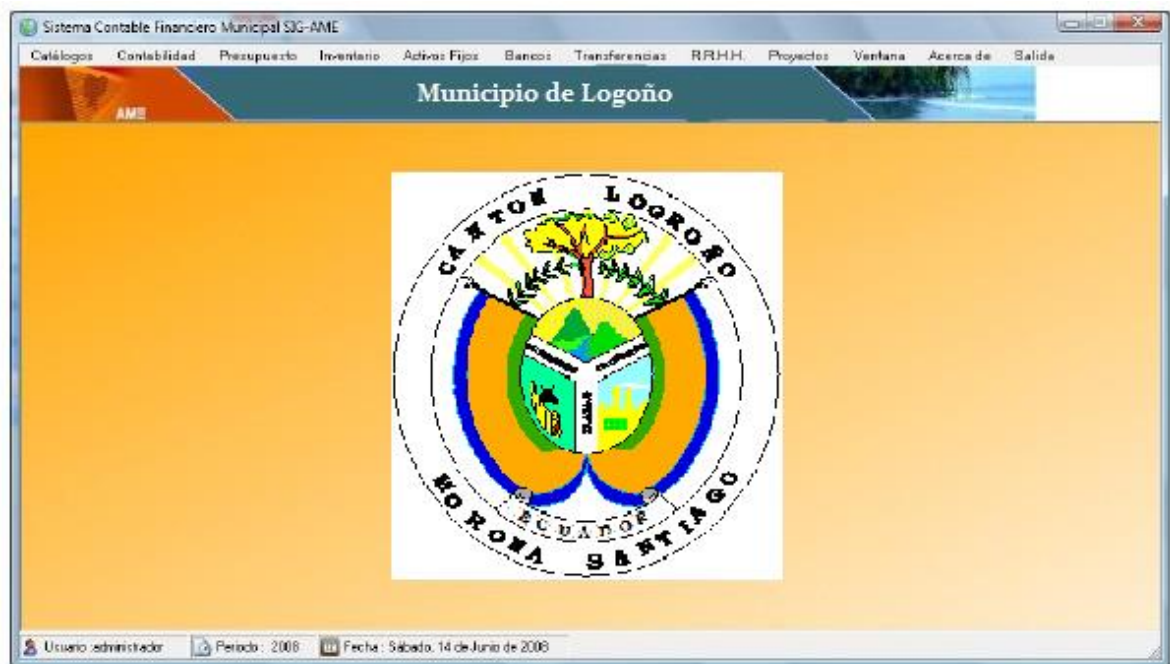 Sistema Contable Financiero Municipal SIG-AME
Catálogos Contabilidad Presupuesto Inventario Activos Fijos Bancos Transferencias R.R.H.H. Proyectos Ventana Acerca de Salida
AME
Municipio de Logoño
CANTON LOGROÑO
ECUADOR
MORONA SANTIAGO
Usuario :administrador Periodo : 2008 Fecha : Sábado, 14 de Junio de 2008